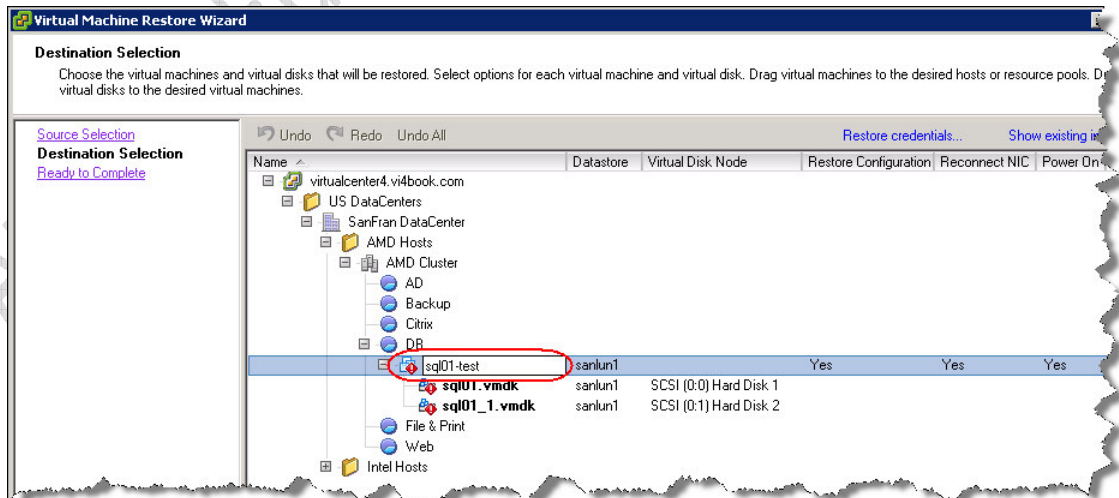 Virtual Machine Restore Wizard
Destination Selection
Choose the virtual machines and virtual disks that will be restored. Select options for each virtual machine and virtual disk. Drag virtual machines to the desired hosts or resource pools.
virtual disks to the desired virtual machines.
Source Selection
Destination Selection
Ready to Complete
Undo Redo Undo All Restore credentials... Show existing
Name Datastore Virtual Disk Node Restore Configuration Reconnect NIC Power On
virtualcenter4.vi4book.com
US DataCenters
SanFran DataCenter
AMD Hosts
AMD Cluster
AD
Backup
Citrix
DB
sql01-test sanlun1 Yes Yes Yes
sql01.vmdk sanlun1 SCSI (0:0) Hard Disk 1
sql01_1.vmdk sanlun1 SCSI (0:1) Hard Disk 2
File & Print
Web
Intel Hosts